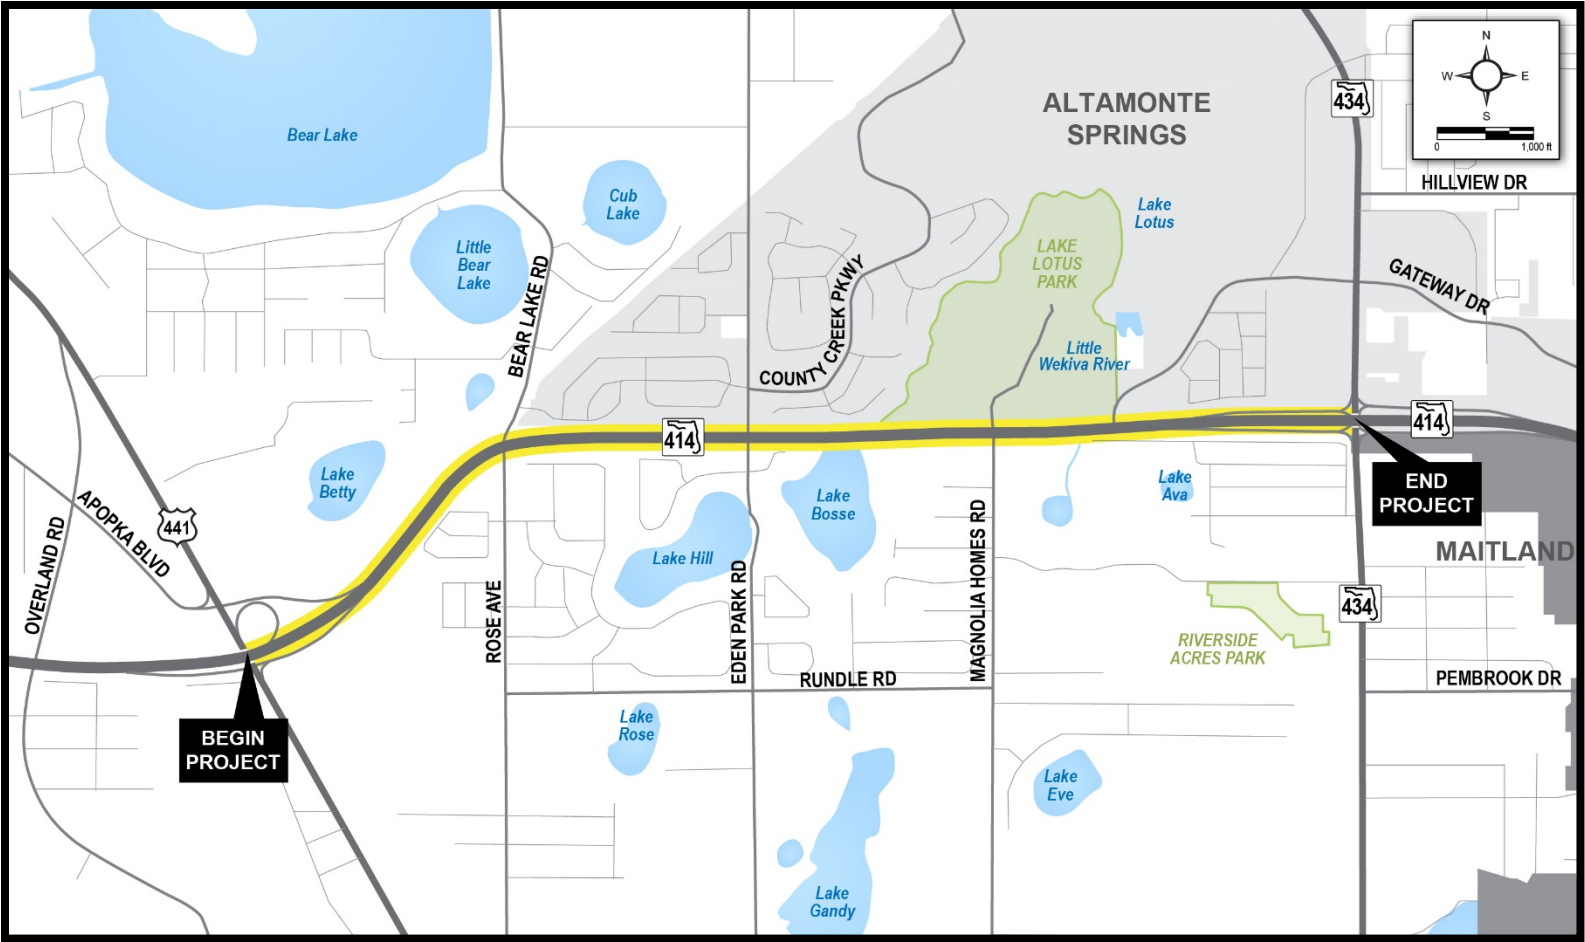 N
W
E
S
0
1,000 ft
434
ALTAMONTE
SPRINGS
Bear Lake
HILLVIEW DR
Cub
Lake
Lake
Lotus
Little
Bear
Lake
LAKE
LOTUS
PARK
BEAR LAKE RD
COUNTY CREEK PKWY
GATEWAY DR
Little
Wekiva River
414
414
END
PROJECT
Lake
Betty
Lake
Bosse
Lake
Ava
441
APOPKA BLVD
OVERLAND RD
Lake Hill
MAITLAND
ROSE AVE
EDEN PARK RD
MAGNOLIA HOMES RD
434
RIVERSIDE
ACRES PARK
RUNDLE RD
PEMBROOK DR
BEGIN
PROJECT
Lake
Rose
Lake
Eve
Lake
Gandy